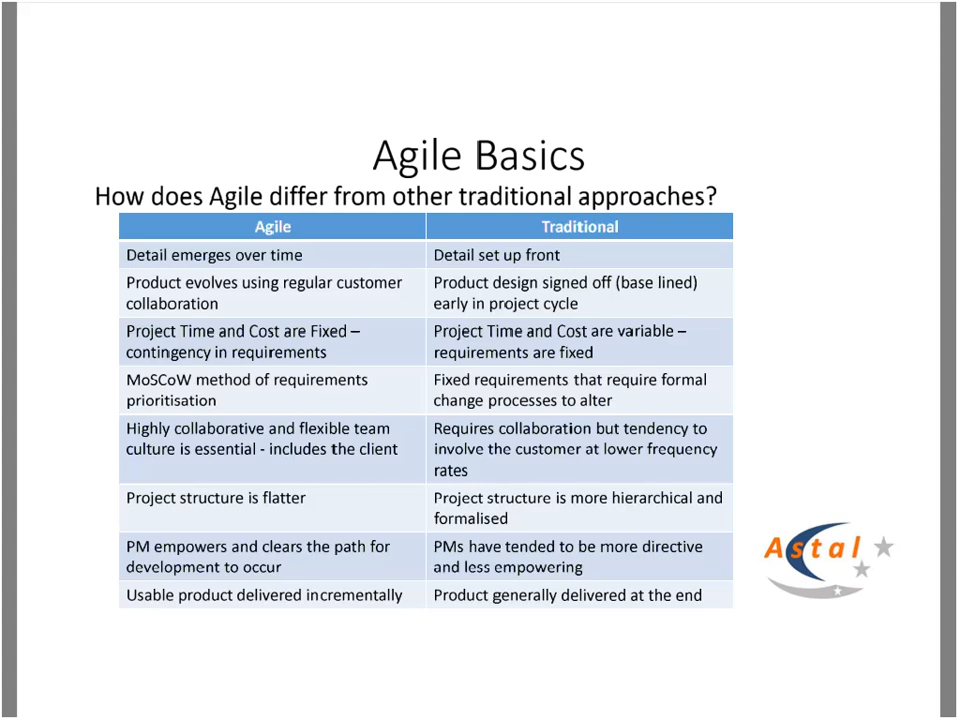 Agile Basics
How does Agile differ from other traditional approaches?
Agile
Traditional
Detail emerges over time
Detail set up front
Product evolves using regular customer
collaboration
Product design signed off (base lined)
early in project cycle
Project Time and Cost are Fixed –
contingency in requirements
Project Time and Cost are variable –
requirements are fixed
MoSCoW method of requirements
prioritisation
Fixed requirements that require formal
change processes to alter
Highly collaborative and flexible team
culture is essential - includes the client
Requires collaboration but tendency to
involve the customer at lower frequency
rates
Project structure is flatter
Project structure is more hierarchical and
formalised
PM empowers and clears the path for
development to occur
PMs have tended to be more directive
and less empowering
Usable product delivered incrementally
Product generally delivered at the end
Astal